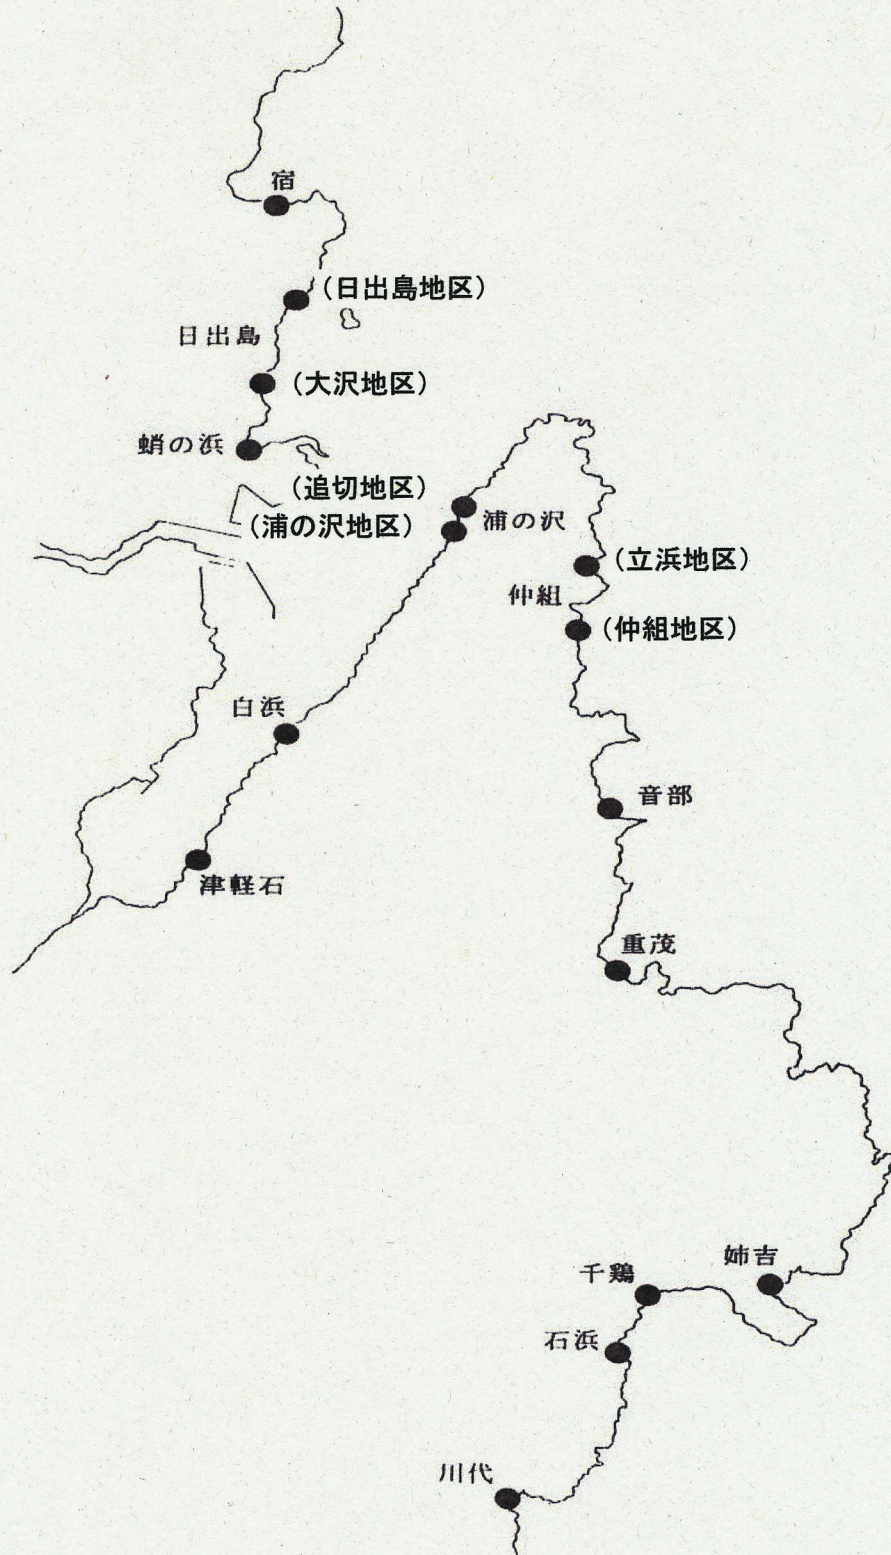 宿
(日出島地区)
日出島
(大沢地区)
蛸の浜
(追切地区)
(浦の沢地区)
浦の沢
(立浜地区)
仲組
(仲組地区)
白浜
音部
津軽石
重茂
姉吉
千鶏
石浜
川代